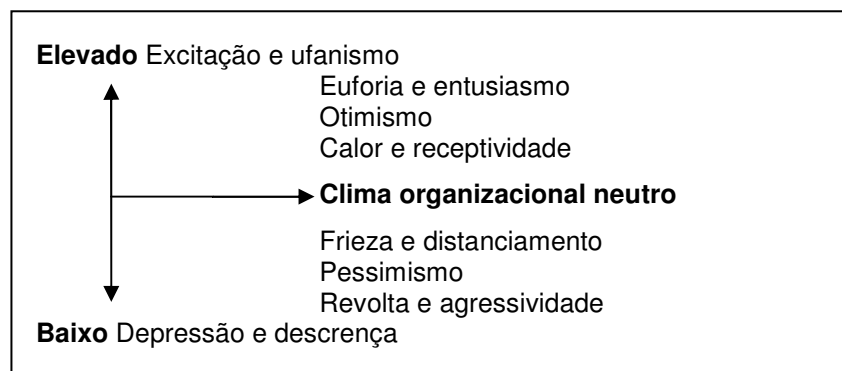 Elevado Excitação e ufanismo
Euforia e entusiasmo
Otimismo
Calor e receptividade
Clima organizacional neutro
Frieza e distanciamento
Pessimismo
Revolta e agressividade
Baixo Depressão e descrença